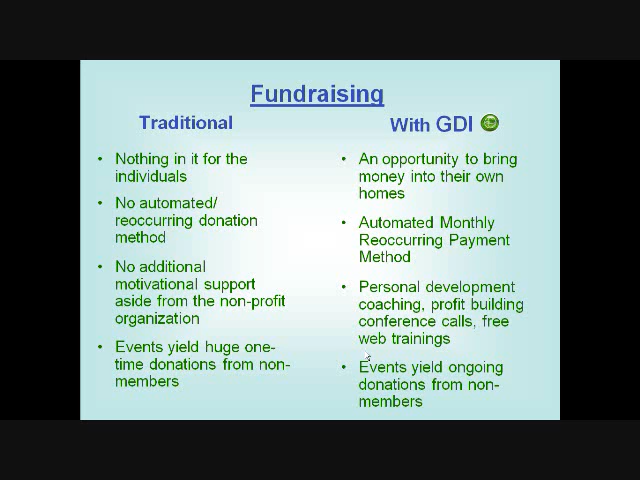 Fundraising
Traditional
• Nothing in it for the
individuals
• No automated/
reoccurring donation
method
• No additional
motivational support
aside from the non-profit
organization
• Events yield huge one-
time donations from non-
members
With GDI
• An opportunity to bring
money into their own
homes
• Automated Monthly
Reoccurring Payment
Method
• Personal development
coaching, profit building
conference calls, free
web trainings
• Events yield ongoing
donations from non-
members